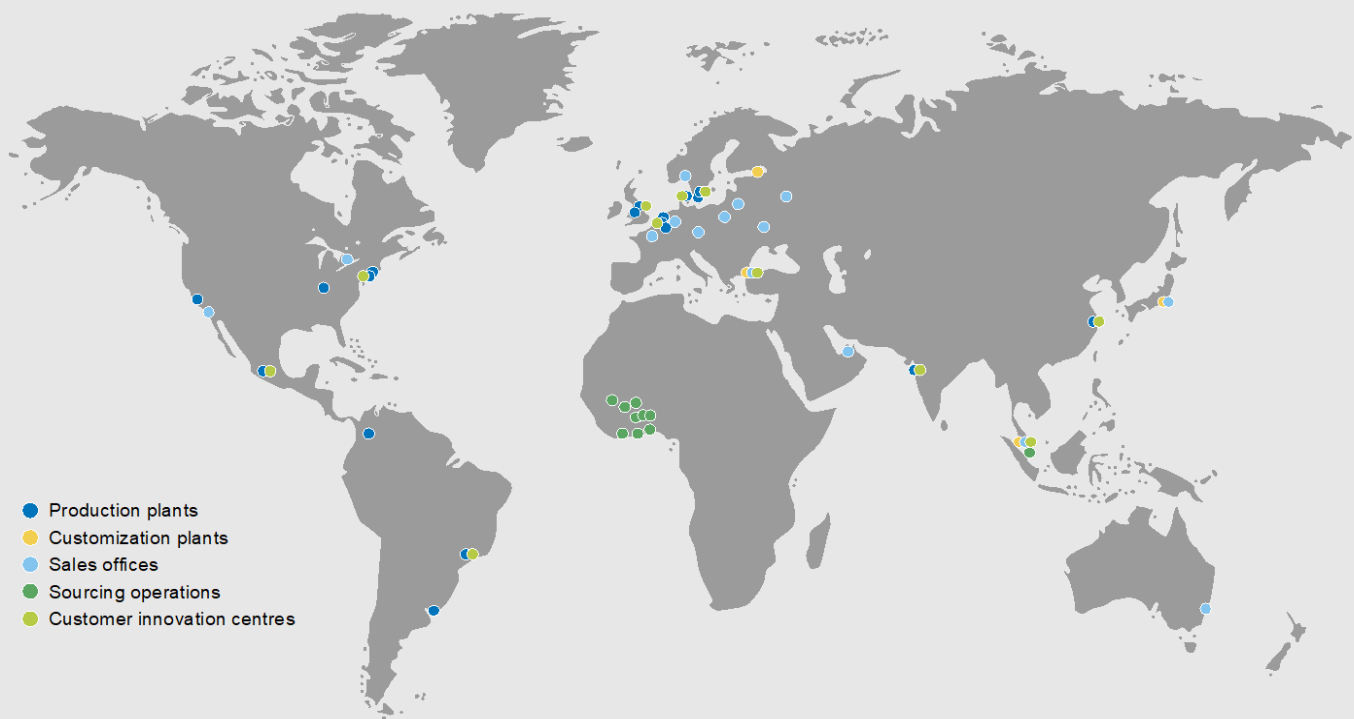 Production plants
Customization plants
Sales offices
Sourcing operations
Customer innovation centres